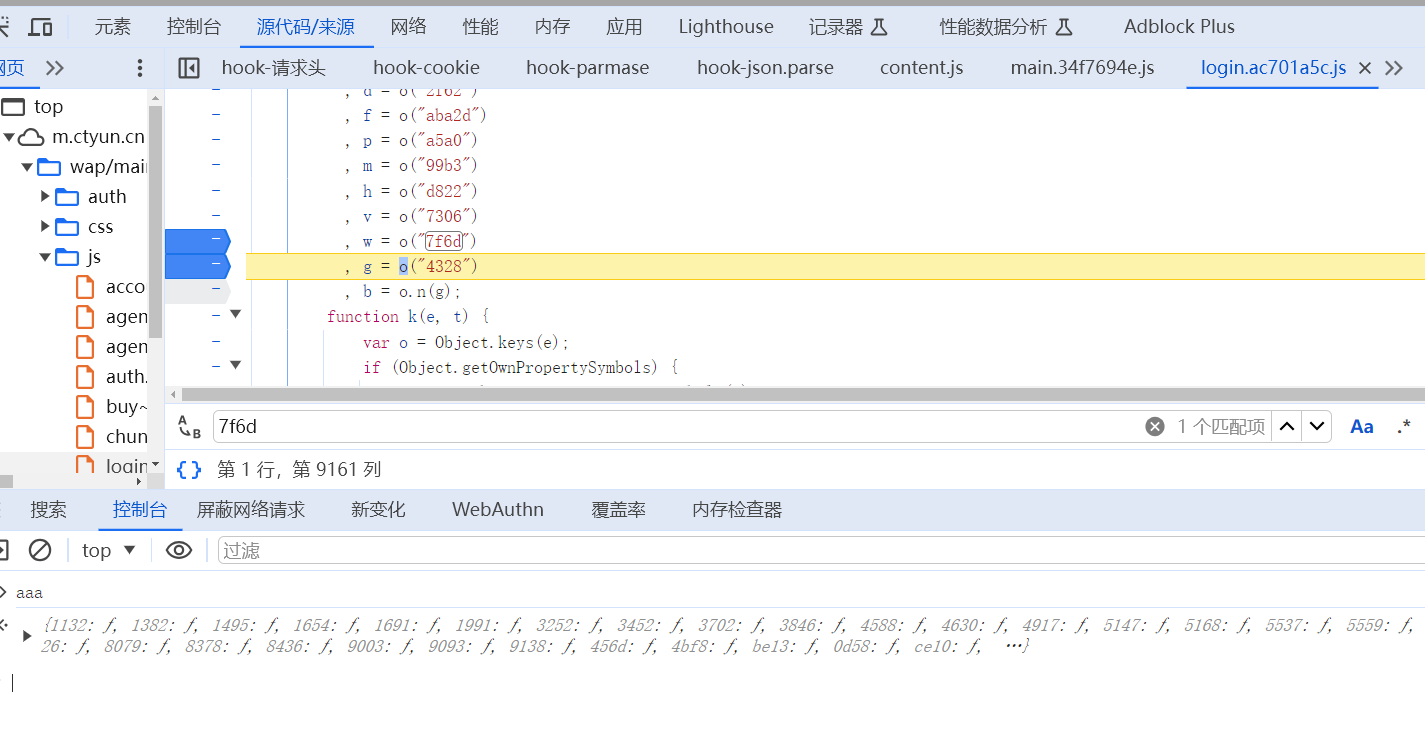 元素 控制台 源代码/来源 网络 性能 内存 应用 Lighthouse 记录器 性能数据分析 Adblock Plus
网页 hook-请求头 hook-cookie hook-parmase hook-json.parse content.js main.34f7694e.js login.ac701a5c.js
top
m.ctyun.cn
wap/mai
auth
css
js
acco
agen
agen
auth.
buy~
chun
login
, d = o("2f62")
, f = o("aba2d")
, p = o("a5a0")
, m = o("99b3")
, h = o("d822")
, v = o("7306")
, w = o("7f6d")
, g = o("4328")
, b = o.n(g);
function k(e, t) {
var o = Object.keys(e);
if (Object.getOwnPropertySymbols) {
7f6d 1 个匹配项 Aa .*
{} 第 1 行，第 9161 列
搜索 控制台 屏蔽网络请求 新变化 WebAuthn 覆盖率 内存检查器
top 过滤
aaa
{1132: ƒ, 1382: ƒ, 1495: ƒ, 1654: ƒ, 1691: ƒ, 1991: ƒ, 3252: ƒ, 3452: ƒ, 3702: ƒ, 3846: ƒ, 4588: ƒ, 4630: ƒ, 4917: ƒ, 5147: ƒ, 5168: ƒ, 5537: ƒ, 5559: ƒ,
26: ƒ, 8079: ƒ, 8378: ƒ, 8436: ƒ, 9003: ƒ, 9093: ƒ, 9138: ƒ, 456d: ƒ, 4bf8: ƒ, be13: ƒ, 0d58: ƒ, ce10: ƒ, …}